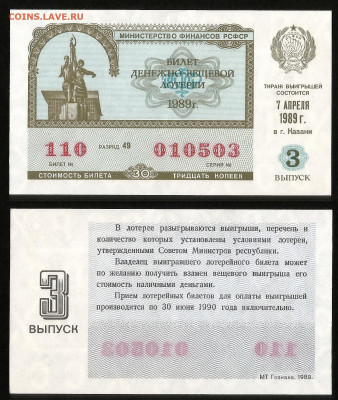 COINS.ЛАВЕ.RU
МИНИСТЕРСТВО ФИНАНСОВ РСФСР
БИЛЕТ
ДЕНЕЖНО-ВЕЩЕВОЙ
ЛОТЕРЕИ
1989г.
ТИРАЖ ВЫИГРЫШЕЙ
СОСТОИТСЯ
7 АПРЕЛЯ
1989 г.
в г. Казани
110 РАЗРЯД 49 010503
БИЛЕТ № СЕРИЯ №
3
ВЫПУСК
СТОИМОСТЬ БИЛЕТА 30 ТРИДЦАТЬ КОПЕЕК
3
ВЫПУСК
В лотерее разыгрываются выигрыши, перечень и
количество которых установлены условиями лотереи,
утвержденными Советом Министров республики.
Владелец выигравшего лотерейного билета может
по желанию получить взамен вещевого выигрыша его
стоимость наличными деньгами.
Прием лотерейных билетов для оплаты выигрышей
производится по 30 июня 1990 года включительно.
010503 110
МТ Гознака. 1988.